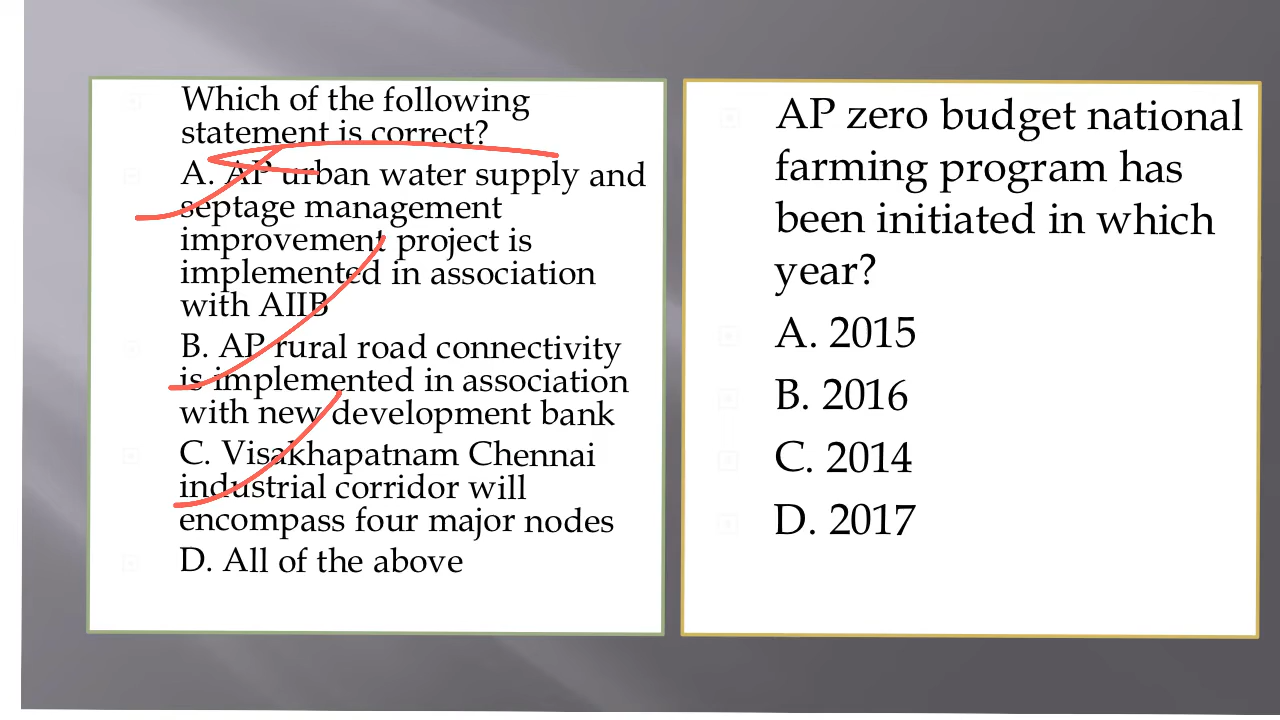 Which of the following
statement is correct?
A. AP urban water supply and
septage management
improvement project is
implemented in association
with AIIB
B. AP rural road connectivity
is implemented in association
with new development bank
C. Visakhapatnam Chennai
industrial corridor will
encompass four major nodes
D. All of the above
AP zero budget national
farming program has
been initiated in which
year?
A. 2015
B. 2016
C. 2014
D. 2017